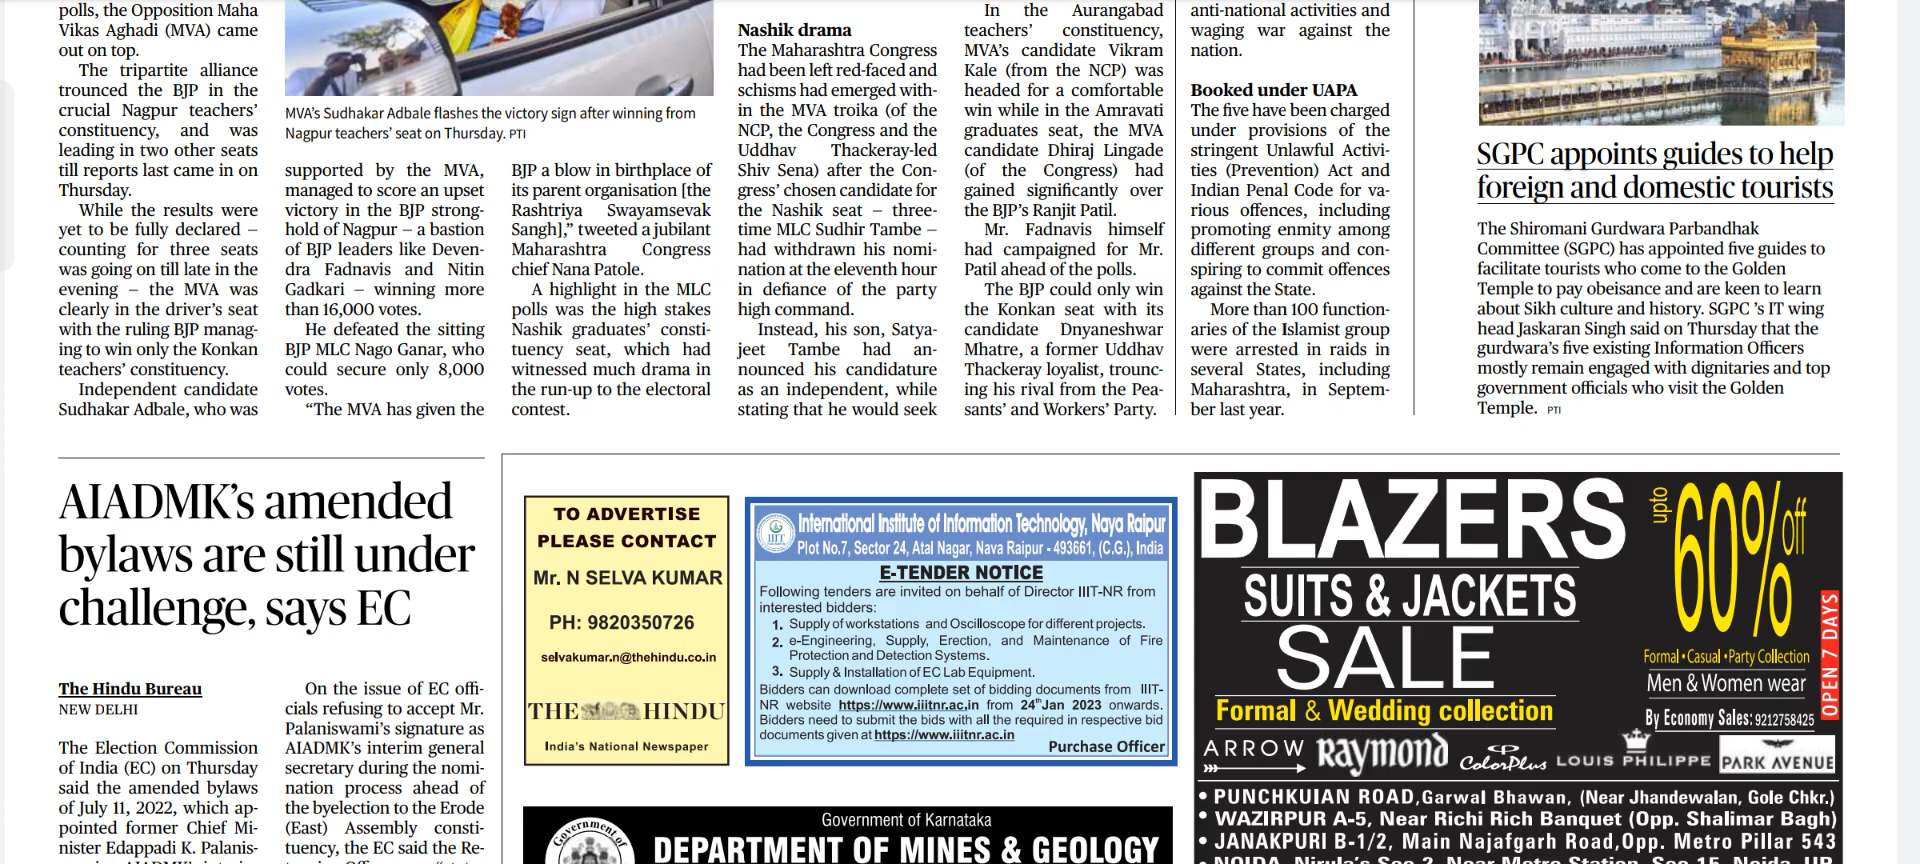 polls, the Opposition Maha
Vikas Aghadi (MVA) came
out on top.
The tripartite alliance
trounced the BJP in the
crucial Nagpur teachers’
constituency, and was
leading in two other seats
till reports last came in on
Thursday.
While the results were
yet to be fully declared –
counting for three seats
was going on till late in the
evening – the MVA was
clearly in the driver’s seat
with the ruling BJP manag-
ing to win only the Konkan
teachers’ constituency.
Independent candidate
Sudhakar Adbale, who was
MVA’s Sudhakar Adbale flashes the victory sign after winning from
Nagpur teachers’ seat on Thursday. PTI
supported by the MVA,
managed to score an upset
victory in the BJP strong-
hold of Nagpur – a bastion
of BJP leaders like Deven-
dra Fadnavis and Nitin
Gadkari – winning more
than 16,000 votes.
He defeated the sitting
BJP MLC Nago Ganar, who
could secure only 8,000
votes.
“The MVA has given the
BJP a blow in birthplace of
its parent organisation [the
Rashtriya Swayamsevak
Sangh],” tweeted a jubilant
Maharashtra Congress
chief Nana Patole.
A highlight in the MLC
polls was the high stakes
Nashik graduates’ consti-
tuency seat, which had
witnessed much drama in
the run-up to the electoral
contest.
Nashik drama
The Maharashtra Congress
had been left red-faced and
schisms had emerged with-
in the MVA troika (of the
NCP, the Congress and the
Uddhav Thackeray-led
Shiv Sena) after the Con-
gress’ chosen candidate for
the Nashik seat – three-
time MLC Sudhir Tambe –
had withdrawn his nomi-
nation at the eleventh hour
in defiance of the party
high command.
Instead, his son, Satya-
jeet Tambe had an-
nounced his candidature
as an independent, while
stating that he would seek
In the Aurangabad
teachers’ constituency,
MVA’s candidate Vikram
Kale (from the NCP) was
headed for a comfortable
win while in the Amravati
graduates seat, the MVA
candidate Dhiraj Lingade
(of the Congress) had
gained significantly over
the BJP’s Ranjit Patil.
Mr. Fadnavis himself
had campaigned for Mr.
Patil ahead of the polls.
The BJP could only win
the Konkan seat with its
candidate Dnyaneshwar
Mhatre, a former Uddhav
Thackeray loyalist, trounc-
ing his rival from the Pea-
sants’ and Workers’ Party.
anti-national activities and
waging war against the
nation.
Booked under UAPA
The five have been charged
under provisions of the
stringent Unlawful Activi-
ties (Prevention) Act and
Indian Penal Code for va-
rious offences, including
promoting enmity among
different groups and con-
spiring to commit offences
against the State.
More than 100 function-
aries of the Islamist group
were arrested in raids in
several States, including
Maharashtra, in Septem-
ber last year.
SGPC appoints guides to help
foreign and domestic tourists
The Shiromani Gurdwara Parbandhak
Committee (SGPC) has appointed five guides to
facilitate tourists who come to the Golden
Temple to pay obeisance and are keen to learn
about Sikh culture and history. SGPC ’s IT wing
head Jaskaran Singh said on Thursday that the
gurdwara’s five existing Information Officers
mostly remain engaged with dignitaries and top
government officials who visit the Golden
Temple. PTI
AIADMK’s amended
bylaws are still under
challenge, says EC
The Hindu Bureau
NEW DELHI
The Election Commission
of India (EC) on Thursday
said the amended bylaws
of July 11, 2022, which ap-
pointed former Chief Mi-
nister Edappadi K. Palanis-
On the issue of EC offi-
cials refusing to accept Mr.
Palaniswami’s signature as
AIADMK’s interim general
secretary during the nomi-
nation process ahead of
the byelection to the Erode
(East) Assembly consti-
tuency, the EC said the Re-
TO ADVERTISE
PLEASE CONTACT
Mr. N SELVA KUMAR
PH: 9820350726
selvakumar.n@thehindu.co.in
THE HINDU
India’s National Newspaper
IIIT
International Institute of Information Technology, Naya Raipur
Plot No.7, Sector 24, Atal Nagar, Nava Raipur - 493661, (C.G.), India
E-TENDER NOTICE
Following tenders are invited on behalf of Director IIIT-NR from
interested bidders:
1. Supply of workstations and Oscilloscope for different projects.
2. e-Engineering, Supply, Erection, and Maintenance of Fire
Protection and Detection Systems.
3. Supply & Installation of EC Lab Equipment.
Bidders can download complete set of bidding documents from IIIT-
NR website https://www.iiitnr.ac,in from 24th Jan 2023 onwards.
Bidders need to submit the bids with all the required in respective bid
documents given at https://www.iiitnr.ac.in
Purchase Officer
Government of Karnataka
DEPARTMENT OF MINES & GEOLOGY
Government of
BLAZERS
SUITS & JACKETS
SALE
Formal & Wedding collection
upto 60% off
Formal • Casual • Party Collection
Men & Women wear
By Economy Sales: 9212758425
OPEN 7 DAYS
ARROW
Raymond
ColorPlus
LOUIS PHILIPPE
PARK AVENUE
• PUNCHKUIAN ROAD,Garwal Bhawan, (Near Jhandewalan, Gole Chkr.)
• WAZIRPUR A-5, Near Richi Rich Banquet (Opp. Shalimar Bagh)
• JANAKPURI B-1/2, Main Najafgarh Road,Opp. Metro Pillar 543
• NOIDA, Nirula's Sec-2, Near Metro Station, Sec-15, Noida, UP